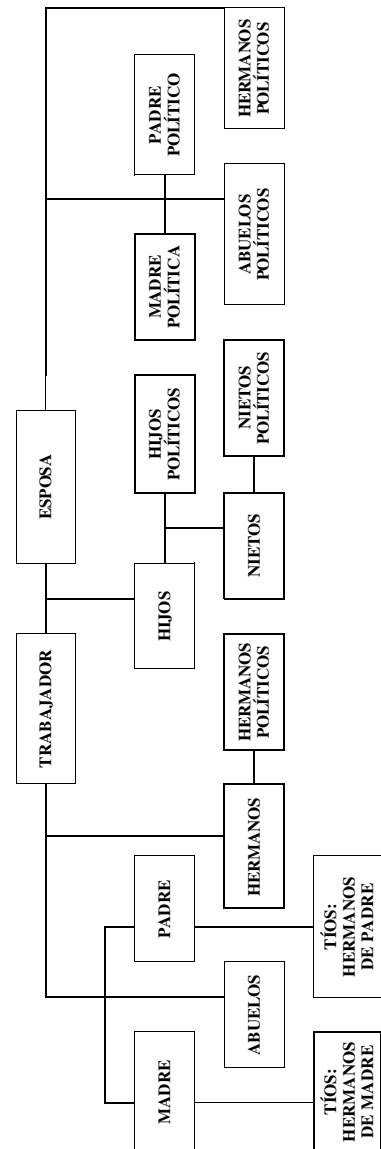 TRABAJADOR
ESPOSA
MADRE
PADRE
HIJOS
HIJOS
POLÍTICOS
MADRE
POLÍTICA
PADRE
POLÍTICO
ABUELOS
HERMANOS
HERMANOS
POLÍTICOS
NIETOS
NIETOS
POLÍTICOS
ABUELOS
POLÍTICOS
HERMANOS
POLÍTICOS
TÍOS:
HERMANOS
DE MADRE
TÍOS:
HERMANOS
DE PADRE